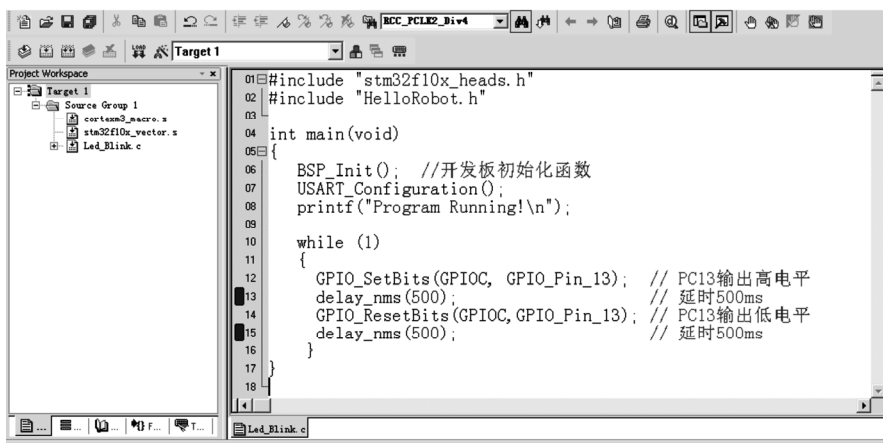 RCC_PCLK2_Div4
LOAD
Target 1
Project Workspace
Target 1
Source Group 1
cortexm3_macro.s
stm32f10x_vector.s
Led_Blink.c
01 #include "stm32f10x_heads.h"
02 #include "HelloRobot.h"
03
04 int main(void)
05 {
06 BSP_Init(); //开发板初始化函数
07 USART_Configuration();
08 printf("Program Running!\n");
09
10 while (1)
11 {
12 GPIO_SetBits(GPIOC, GPIO_Pin_13); // PC13输出高电平
13 delay_nms(500); // 延时500ms
14 GPIO_ResetBits(GPIOC,GPIO_Pin_13); // PC13输出低电平
15 delay_nms(500); // 延时500ms
16 }
17 }
18
... ... ... F... T...
Led_Blink.c